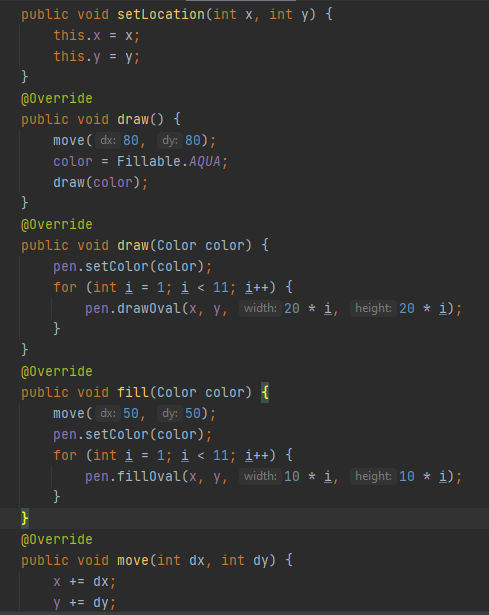 public void setLocation(int x, int y) {
    this.x = x;
    this.y = y;
}
@Override
public void draw() {
    move( dx: 80, dy: 80);
    color = Fillable.AQUA;
    draw(color);
}
@Override
public void draw(Color color) {
    pen.setColor(color);
    for (int i = 1; i < 11; i++) {
        pen.drawOval(x, y, width: 20 * i, height: 20 * i);
    }
}
@Override
public void fill(Color color) {
    move( dx: 50, dy: 50);
    pen.setColor(color);
    for (int i = 1; i < 11; i++) {
        pen.fillOval(x, y, width: 10 * i, height: 10 * i);
    }
}
@Override
public void move(int dx, int dy) {
    x += dx;
    y += dy;